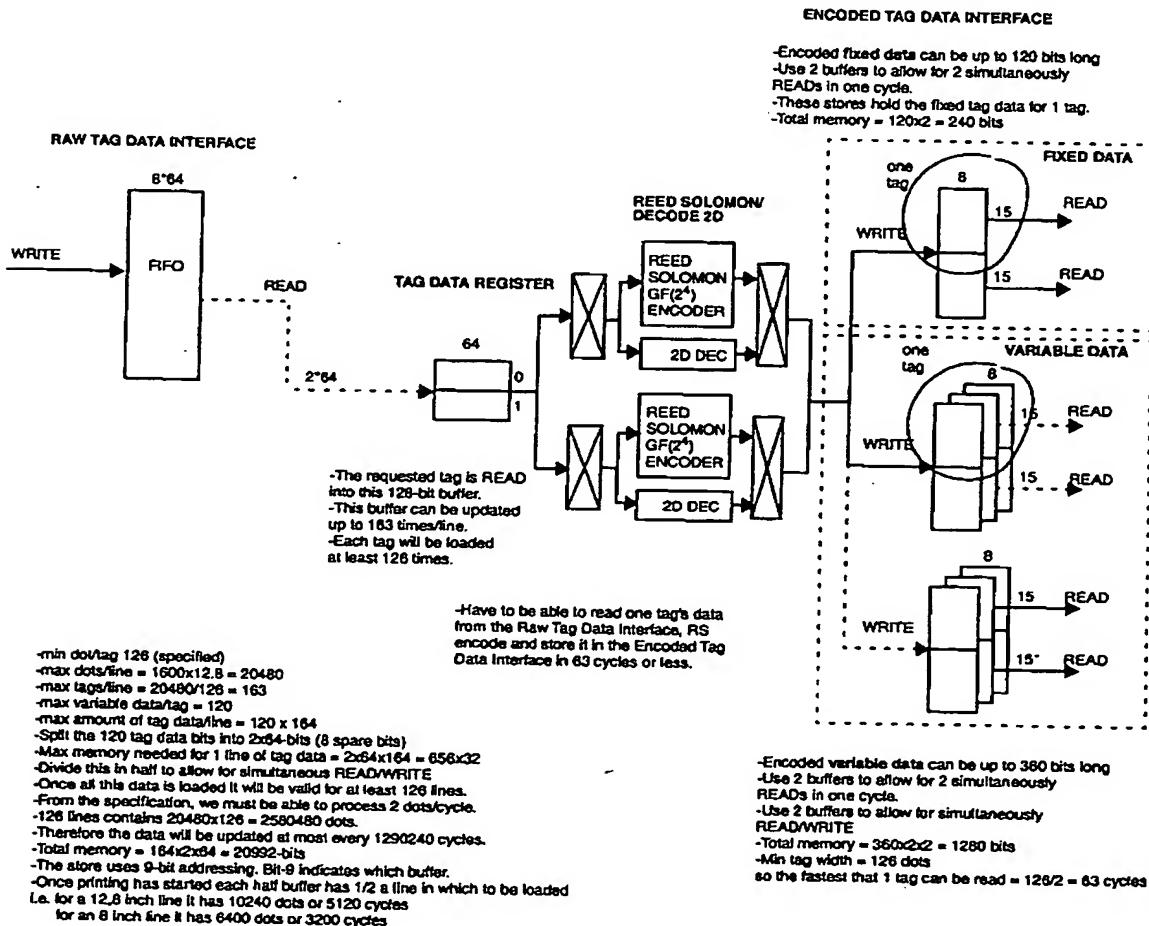 ENCODED TAG DATA INTERFACE
-Encoded fixed data can be up to 120 bits long
-Use 2 buffers to allow for 2 simultaneously
READs in one cycle.
-These stores hold the fixed tag data for 1 tag.
-Total memory = 120x2 = 240 bits
RAW TAG DATA INTERFACE
8*64
WRITE
RFO
READ
2*64
TAG DATA REGISTER
64
0
1
REED SOLOMON/
DECODE 2D
REED
SOLOMON
GF(2⁴)
ENCODER
2D DEC
REED
SOLOMON
GF(2⁴)
ENCODER
2D DEC
FIXED DATA
one
tag
8
WRITE
15
READ
15
READ
VARIABLE DATA
one
tag
8
WRITE
15
READ
15
READ
8
WRITE
15
READ
15"
READ
-The requested tag is READ
into this 128-bit buffer.
-This buffer can be updated
up to 163 times/line.
-Each tag will be loaded
at least 126 times.
-Have to be able to read one tag's data
from the Raw Tag Data Interface, RS
encode and store it in the Encoded Tag
Data Interface in 63 cycles or less.
-min dot/tag 126 (specified)
-max dots/line = 1600x12.8 = 20480
-max tags/line = 20480/126 = 163
-max variable data/tag = 120
-max amount of tag data/line = 120 x 164
-Split the 120 tag data bits into 2x64-bits (8 spare bits)
-Max memory needed for 1 line of tag data = 2x64x164 = 656x32
-Divide this in half to allow for simultaneous READ/WRITE
-Once all this data is loaded it will be valid for at least 126 lines.
-From the specification, we must be able to process 2 dots/cycle.
-126 lines contains 20480x126 = 2580480 dots.
-Therefore the data will be updated at most every 1290240 cycles.
-Total memory = 164x2x64 = 20992-bits
-The store uses 9-bit addressing. Bit-9 indicates which buffer.
-Once printing has started each half buffer has 1/2 a line in which to be loaded
i.e. for a 12.8 inch line it has 10240 dots or 5120 cycles
for an 8 inch line it has 6400 dots or 3200 cycles
-Encoded variable data can be up to 360 bits long
-Use 2 buffers to allow for 2 simultaneously
READs in one cycle.
-Use 2 buffers to allow for simultaneously
READ/WRITE
-Total memory = 360x2x2 = 1280 bits
-Min tag width = 126 dots
so the fastest that 1 tag can be read = 126/2 = 63 cycles